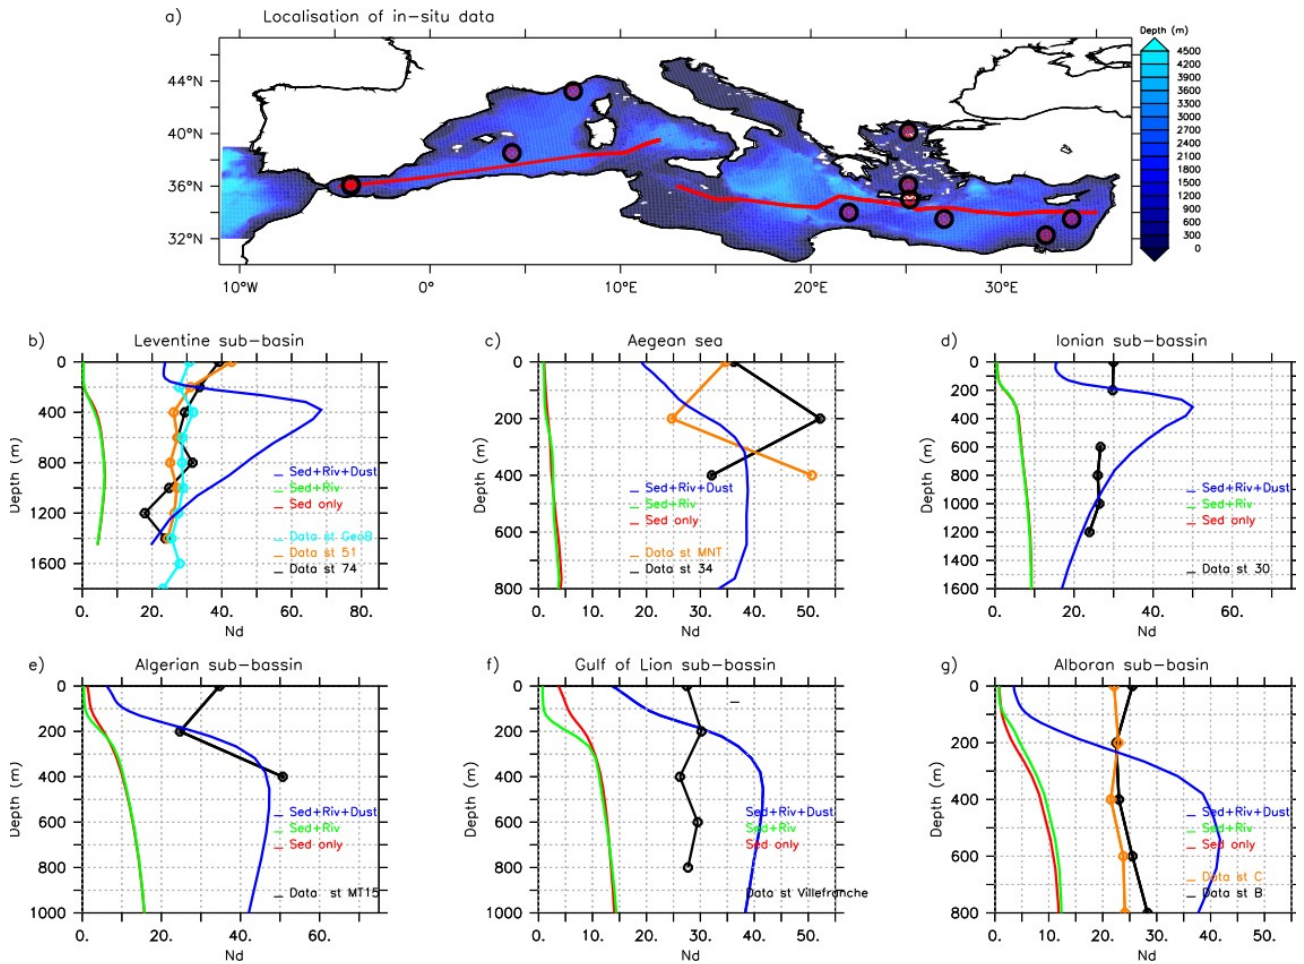 a) Localisation of in-situ data
Depth (m)
4500
4200
3900
3600
3300
3000
2700
2400
2100
1800
1500
1200
900
600
300
0
44°N
40°N
36°N
32°N
10°W 0° 10°E 20°E 30°E
b) Leventine sub-basin
Depth (m)
0
400
800
1200
1600
Sed+Riv+Dust
Sed+Riv
Sed only
Data st GeoB
Data st 51
Data st 74
0. 20. 40. 60. 80.
Nd
c) Aegean sea
Depth (m)
0
200
400
600
800
Sed+Riv+Dust
Sed+Riv
Sed only
Data st MNT
Data st 34
0. 10. 20. 30. 40. 50.
Nd
d) Ionian sub-basin
Depth (m)
0
200
400
600
800
1000
1200
1400
1600
Sed+Riv+Dust
Sed+Riv
Sed only
Data st 30
0. 20. 40. 60.
Nd
e) Algerian sub-bassin
Depth (m)
0
200
400
600
800
1000
Sed+Riv+Dust
Sed+Riv
Sed only
Data st MT15
0. 20. 40. 60.
Nd
f) Gulf of Lion sub-bassin
Depth (m)
0
200
400
600
800
1000
Sed+Riv+Dust
Sed+Riv
Sed only
Data st Villefranche
0. 10. 20. 30. 40. 50.
Nd
g) Alboran sub-basin
Depth (m)
0
200
400
600
800
Sed+Riv+Dust
Sed+Riv
Sed only
Data st C
Data st B
0. 10. 20. 30. 40. 50.
Nd